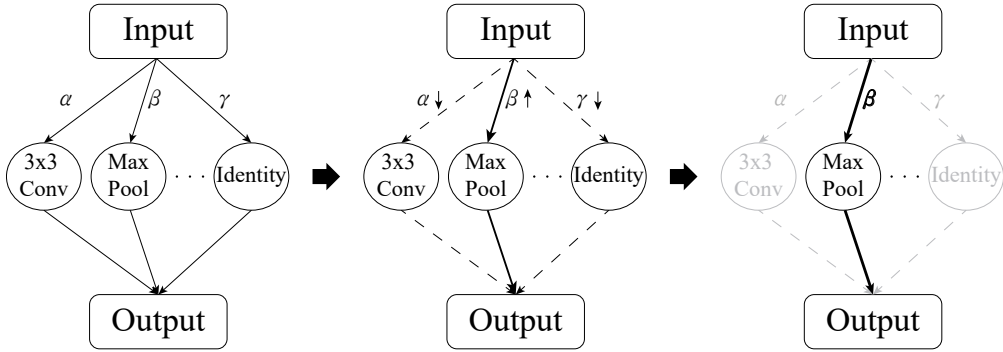 Input
α
β
γ
3x3
Conv
Max
Pool
· · ·
Identity
Output
Input
α
β
γ
3x3
Conv
Max
Pool
· · ·
Identity
Output
Input
α
β
γ
3x3
Conv
Max
Pool
· · ·
Identity
Output